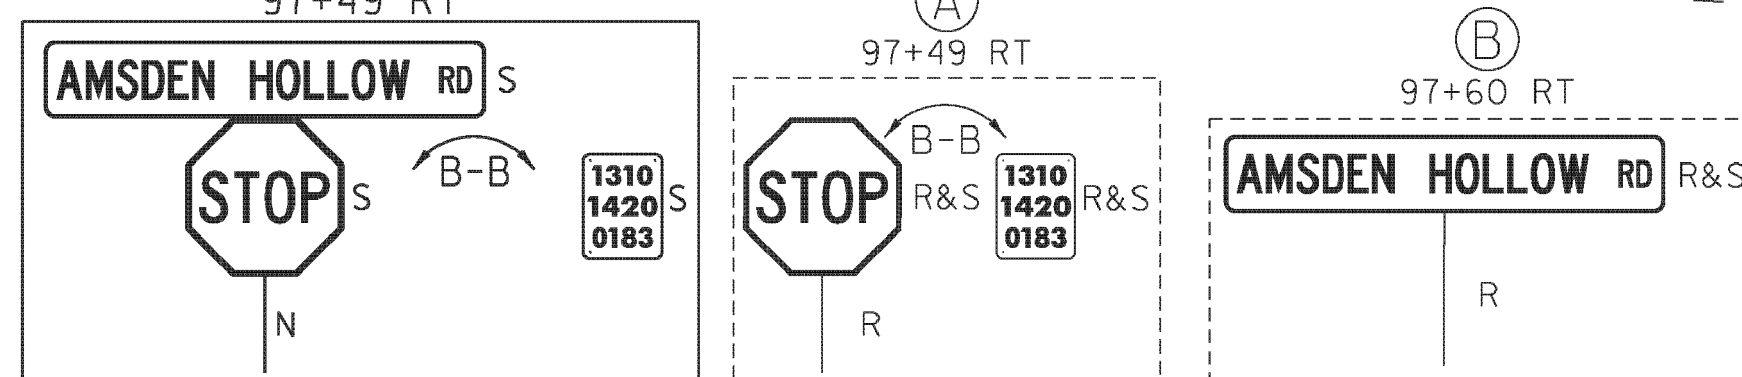 97+49 RT
AMSDEN HOLLOW RD S
STOP S
B-B
1310
1420
0183
S
N
A
97+49 RT
STOP R&S
B-B
1310
1420
0183
R&S
R
B
97+60 RT
AMSDEN HOLLOW RD R&S
R